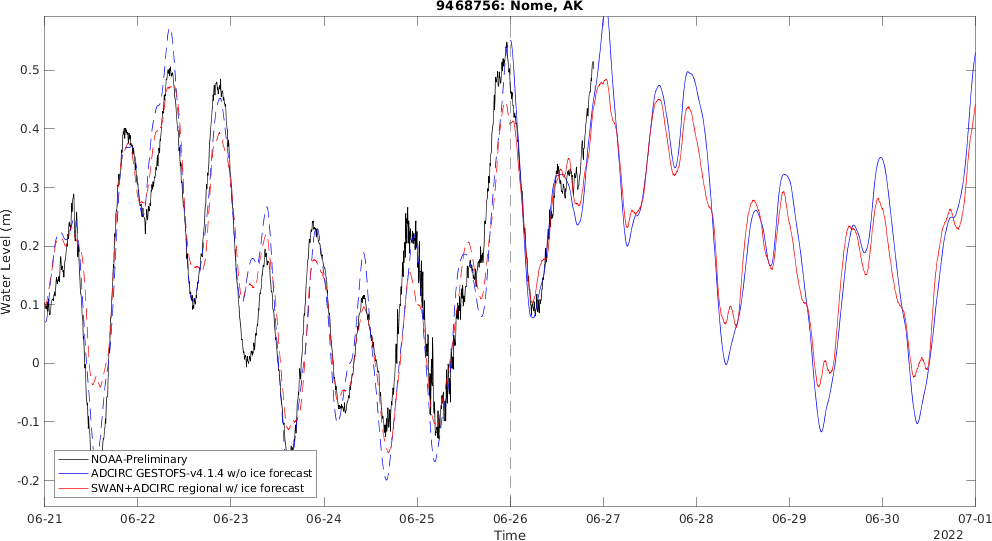 9468756: Nome, AK
Water Level (m)
0.5
0.4
0.3
0.2
0.1
0
-0.1
-0.2
NOAA-Preliminary
ADCIRC GESTOFS-v4.1.4 w/o ice forecast
SWAN+ADCIRC regional w/ ice forecast
06-21 06-22 06-23 06-24 06-25 06-26 06-27 06-28 06-29 06-30 07-01
Time
2022